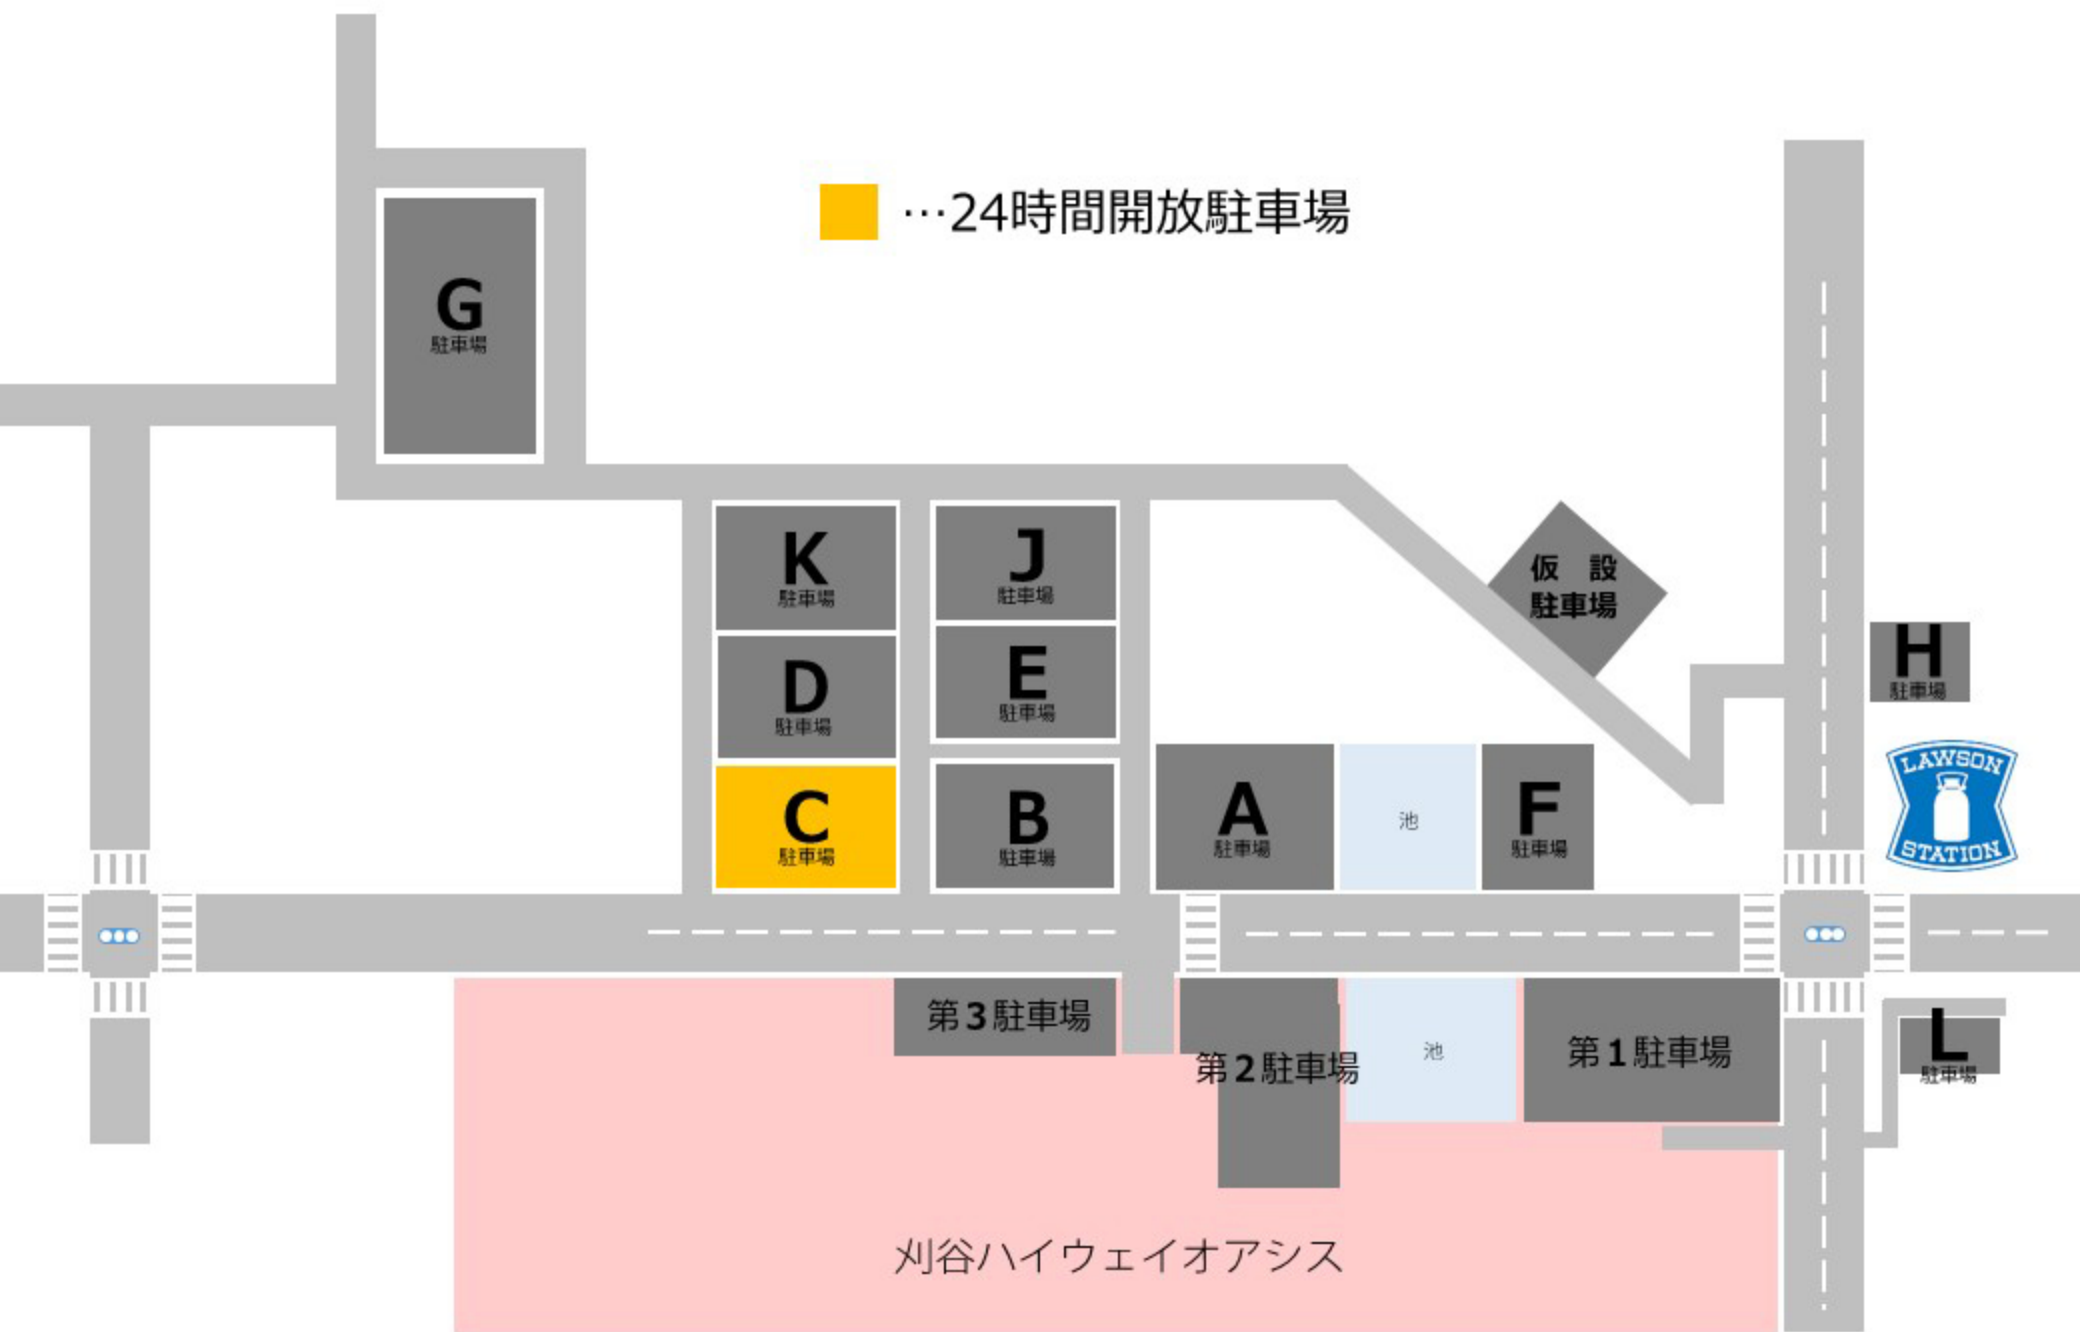 …24時間開放駐車場
G
駐車場
K
駐車場
J
駐車場
仮　設
駐車場
D
駐車場
E
駐車場
H
駐車場
C
駐車場
B
駐車場
A
駐車場
池
F
駐車場
LAWSON
STATION
第3駐車場
第2駐車場
池
第1駐車場
L
駐車場
刈谷ハイウェイオアシス